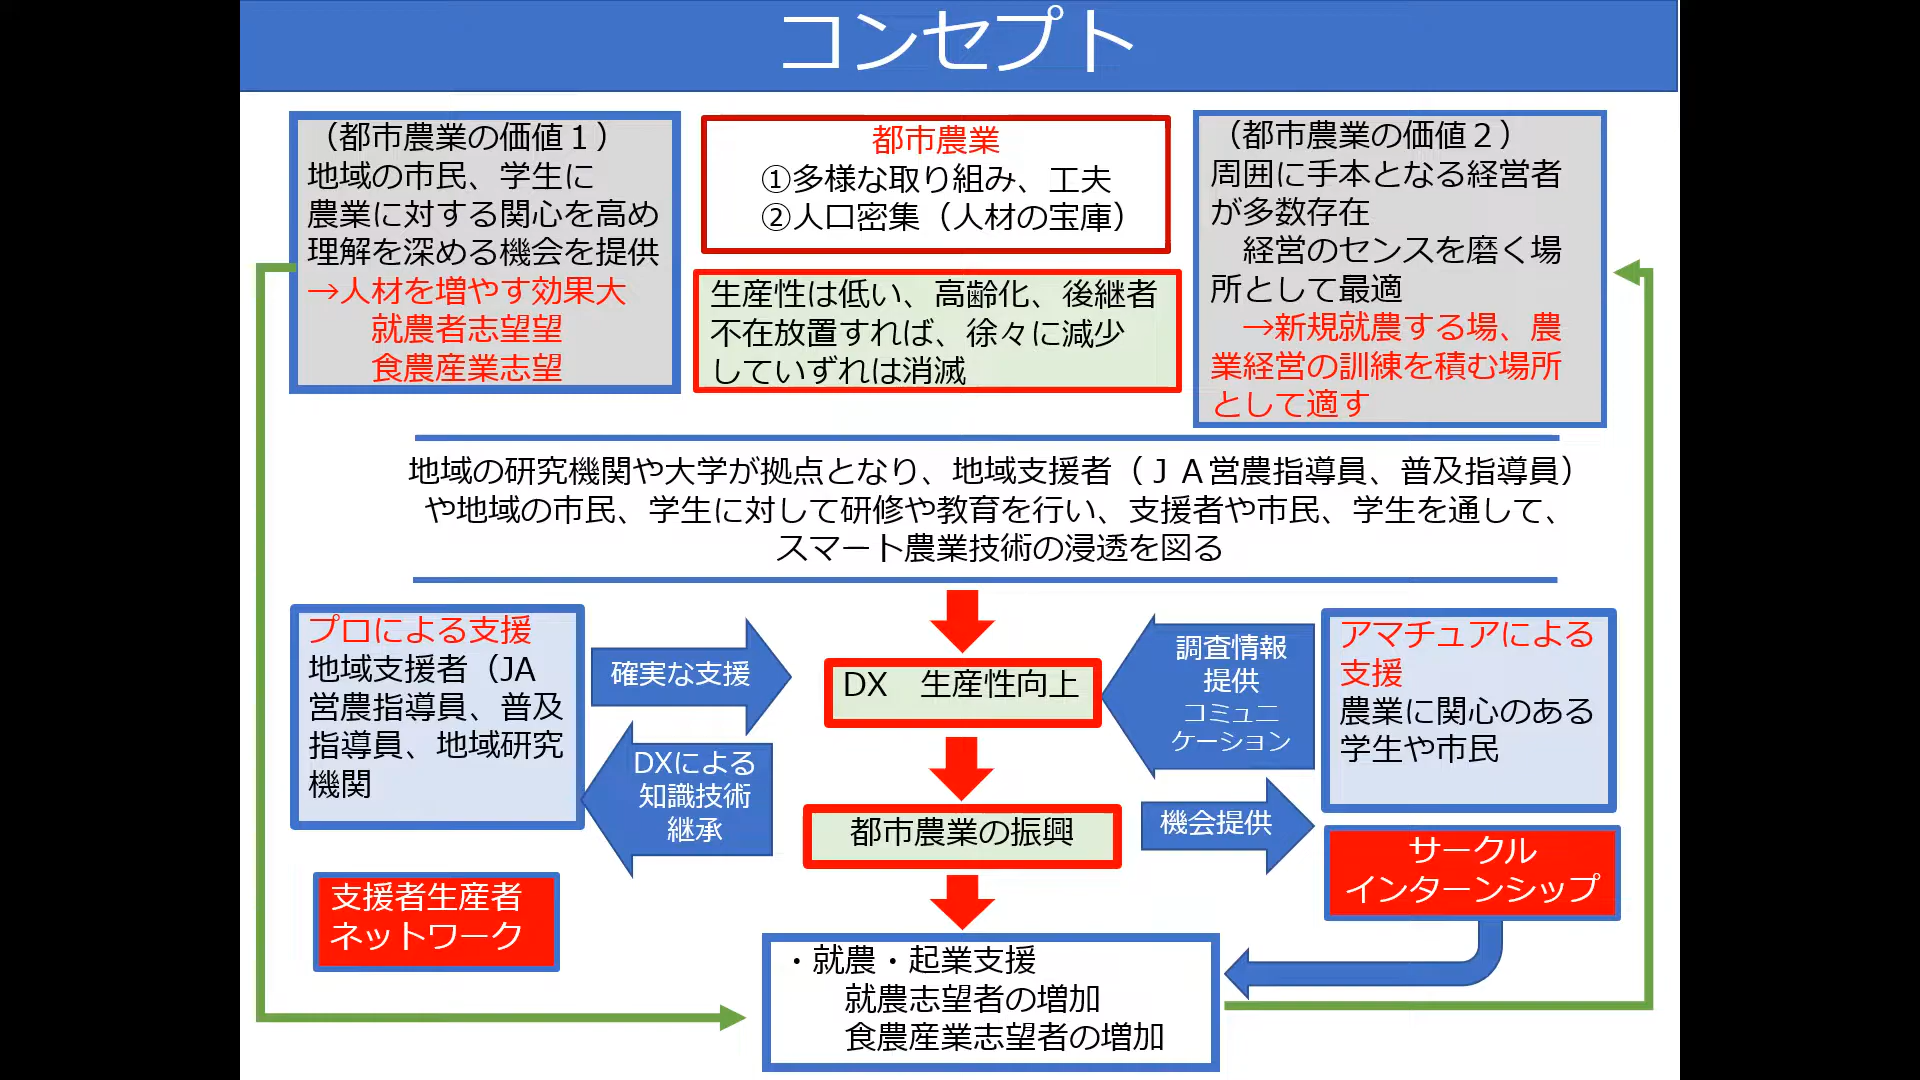 コンセプト
（都市農業の価値１）
地域の市民、学生に
農業に対する関心を高め
理解を深める機会を提供
→人材を増やす効果大
就農者志望望
食農産業志望
都市農業
①多様な取り組み、工夫
②人口密集（人材の宝庫）
生産性は低い、高齢化、後継者
不在放置すれば、徐々に減少
していずれは消滅
（都市農業の価値２）
周囲に手本となる経営者
が多数存在
経営のセンスを磨く場
所として最適
→新規就農する場、農
業経営の訓練を積む場所
として適す
地域の研究機関や大学が拠点となり、地域支援者（ＪＡ営農指導員、普及指導員）
や地域の市民、学生に対して研修や教育を行い、支援者や市民、学生を通して、
スマート農業技術の浸透を図る
プロによる支援
地域支援者（JA
営農指導員、普及
指導員、地域研究
機関
確実な支援
DXによる
知識技術
継承
支援者生産者
ネットワーク
DX　生産性向上
都市農業の振興
・就農・起業支援
就農志望者の増加
食農産業志望者の増加
調査情報
提供
コミュニ
ケーション
機会提供
アマチュアによる
支援
農業に関心のある
学生や市民
サークル
インターンシップ